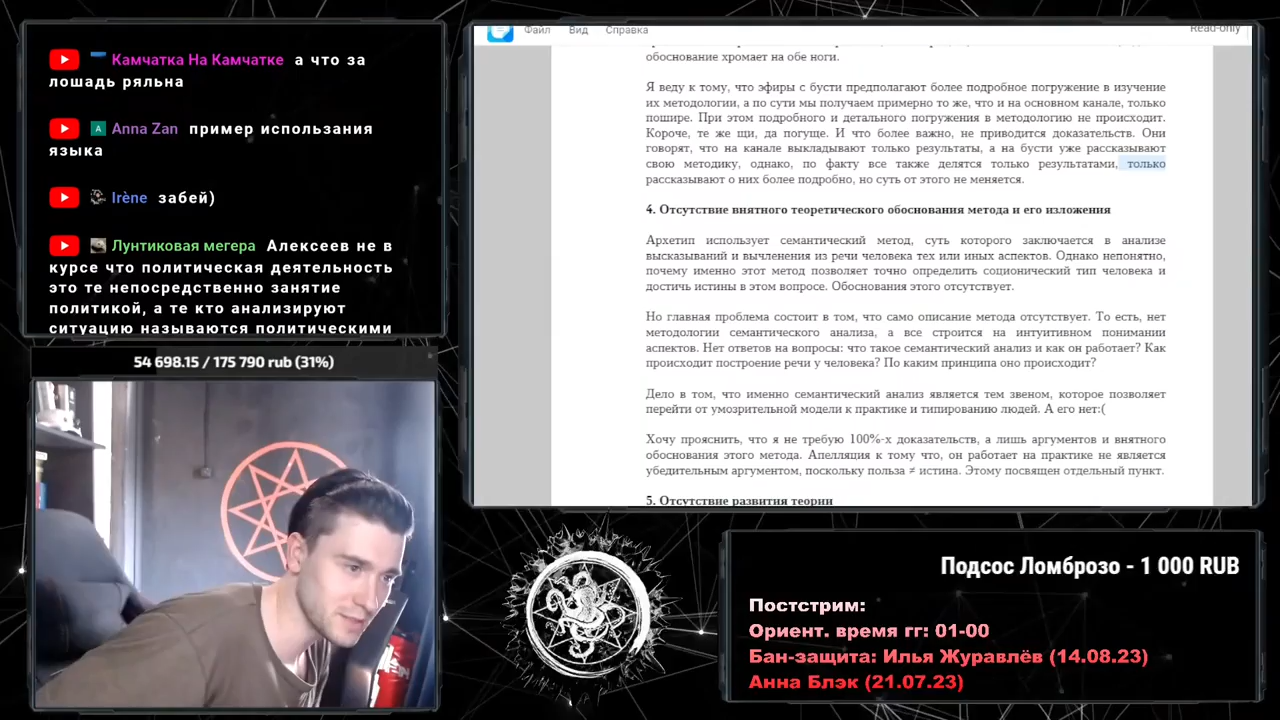 Камчатка На Камчатке а что за
лошадь ряльна
Anna Zan пример использования
языка
Irène забей)
Лунтиковая мегера Алексеев не в
курсе что политическая деятельность
это те непосредственно занятие
политикой, а те кто анализируют
ситуацию называются политическими
54 698.15 / 175 790 rub (31%)
Файл Вид Справка
Read-only
обоснование хромает на обе ноги.
Я веду к тому, что эфиры с бусти предполагают более подробное погружение в изучение
их методологии, а по сути мы получаем примерно то же, что и на основном канале, только
пошире. При этом подробного и детального погружения в методологию не происходит.
Короче, те же щи, да погуще. И что более важно, не приводится доказательств. Они
говорят, что на канале выкладывают только результаты, а на бусти уже рассказывают
свою методику, однако, по факту все также делятся только результатами, только
рассказывают о них более подробно, но суть от этого не меняется.
4. Отсутствие внятного теоретического обоснования метода и его изложения
Архетип использует семантический метод, суть которого заключается в анализе
высказываний и вычленения из речи человека тех или иных аспектов. Однако непонятно,
почему именно этот метод позволяет точно определить соционический тип человека и
достичь истины в этом вопросе. Обоснования этого отсутствует.
Но главная проблема состоит в том, что само описание метода отсутствует. То есть, нет
методологии семантического анализа, а все строится на интуитивном понимании
аспектов. Нет ответов на вопросы: что такое семантический анализ и как он работает? Как
происходит построение речи у человека? По каким принципа оно происходит?
Дело в том, что именно семантический анализ является тем звеном, которое позволяет
перейти от умозрительной модели к практике и типированию людей. А его нет:(
Хочу прояснить, что я не требую 100%-х доказательств, а лишь аргументов и внятного
обоснования этого метода. Апелляция к тому что, он работает на практике не является
убедительным аргументом, поскольку польза ≠ истина. Этому посвящен отдельный пункт.
5. Отсутствие развития теории
Подсос Ломброзо - 1 000 RUB
Постстрим:
Ориент. время гг: 01-00
Бан-защита: Илья Журавлёв (14.08.23)
Анна Блэк (21.07.23)